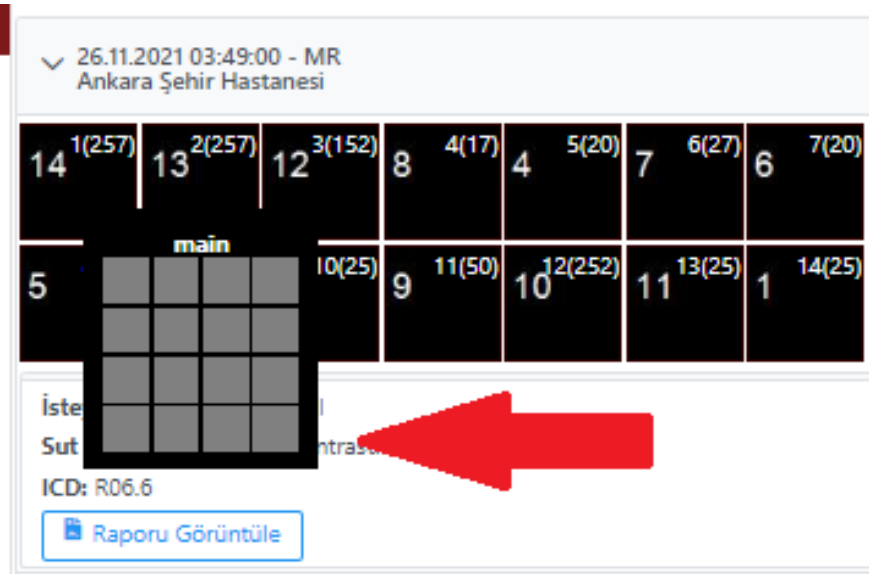 26.11.2021 03:49:00 - MR
Ankara Şehir Hastanesi
14 1(257) 13 2(257) 12 3(152) 8 4(17) 4 5(20) 7 6(27) 6 7(20)
main
5 10(25) 9 11(50) 10 12(252) 11 13(25) 1 14(25)
Sut
ICD: R06.6
Raporu Görüntüle